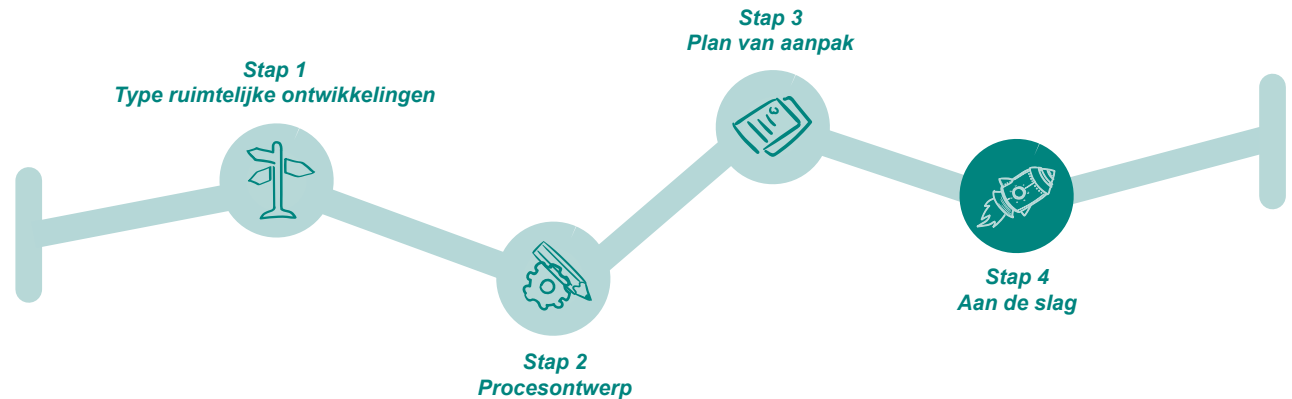 Stap 1
Type ruimtelijke ontwikkelingen
Stap 2
Procesontwerp
Stap 3
Plan van aanpak
Stap 4
Aan de slag